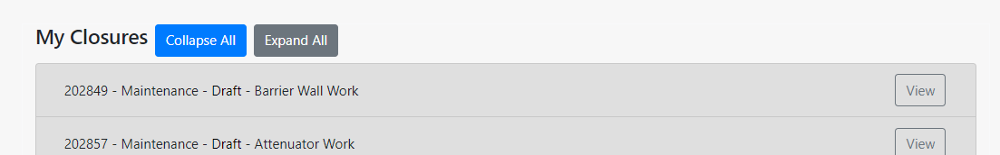 My Closures Collapse All Expand All
202849 - Maintenance - Draft - Barrier Wall Work View
202857 - Maintenance - Draft - Attenuator Work View